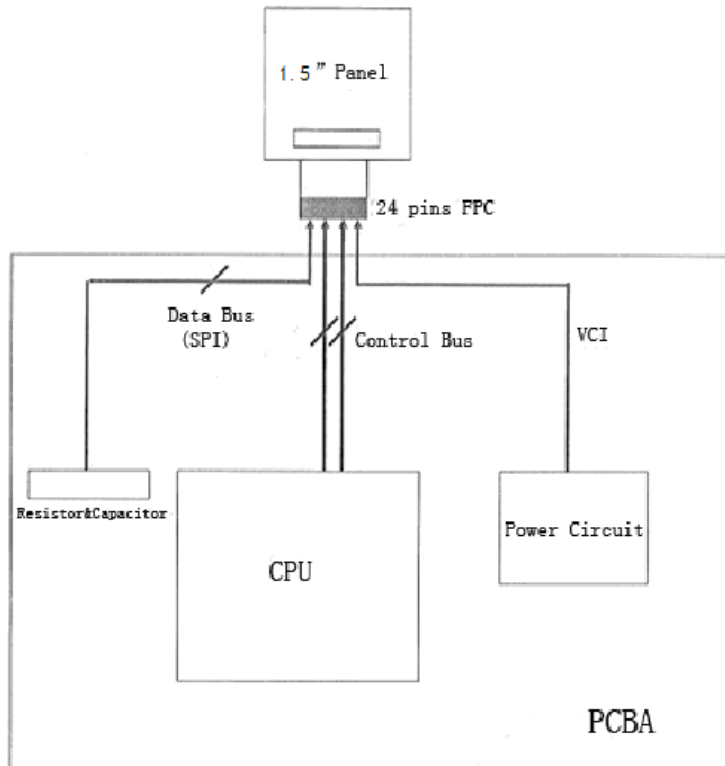 1.5" Panel
24 pins FPC
Data Bus
(SPI)
Control Bus
VCI
Resistor&Capacitor
CPU
Power Circuit
PCBA